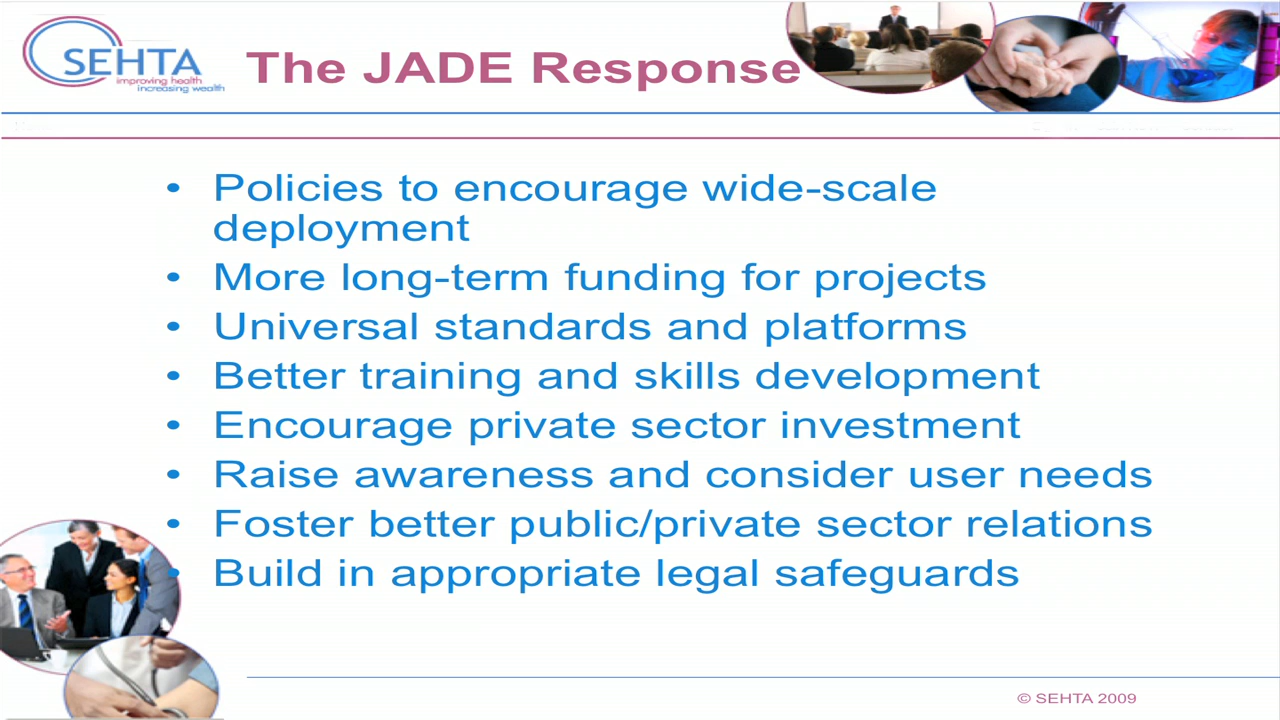 SEHTA
improving health
increasing wealth
The JADE Response
• Policies to encourage wide-scale
deployment
• More long-term funding for projects
• Universal standards and platforms
• Better training and skills development
• Encourage private sector investment
• Raise awareness and consider user needs
• Foster better public/private sector relations
• Build in appropriate legal safeguards
© SEHTA 2009